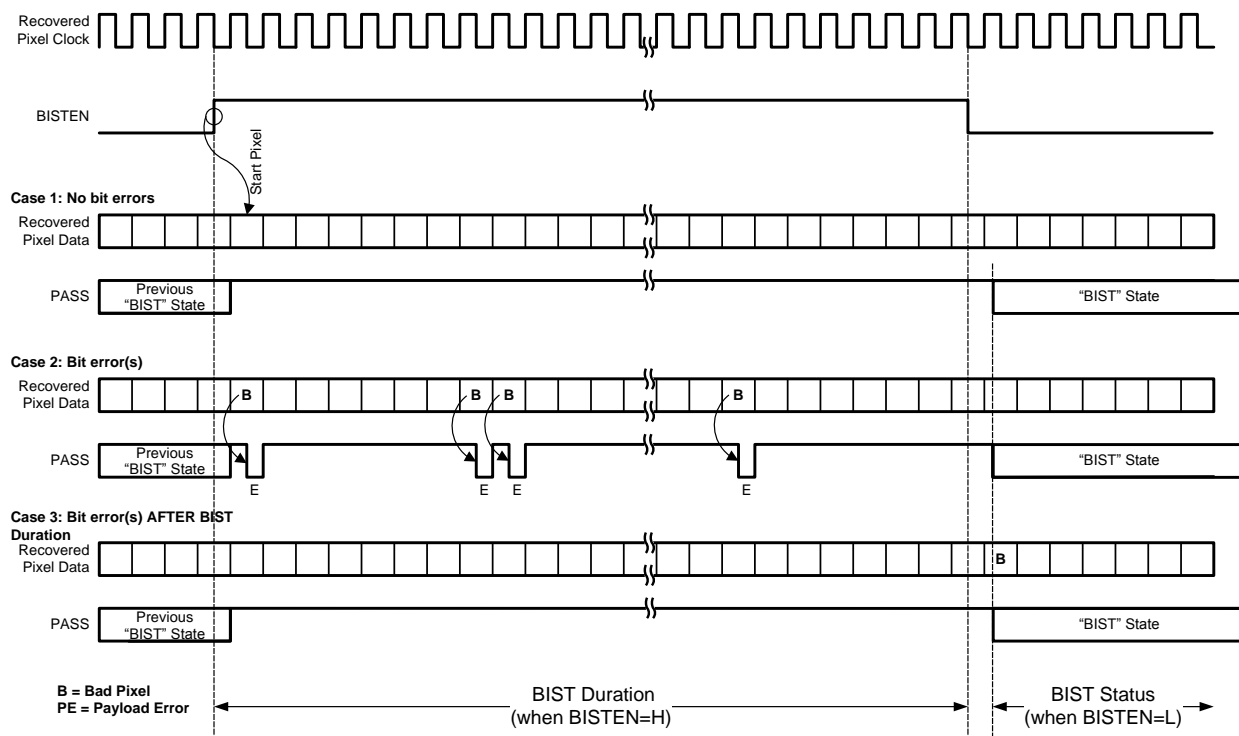 Recovered
Pixel Clock
BISTEN
Start Pixel
Case 1: No bit errors
Recovered
Pixel Data
PASS
Previous
“BIST” State
“BIST” State
Case 2: Bit error(s)
Recovered
Pixel Data
B
B
B
B
PASS
Previous
“BIST” State
“BIST” State
E
E
E
E
Case 3: Bit error(s) AFTER BIST
Duration
Recovered
Pixel Data
B
PASS
Previous
“BIST” State
“BIST” State
B = Bad Pixel
PE = Payload Error
BIST Duration
(when BISTEN=H)
BIST Status
(when BISTEN=L)